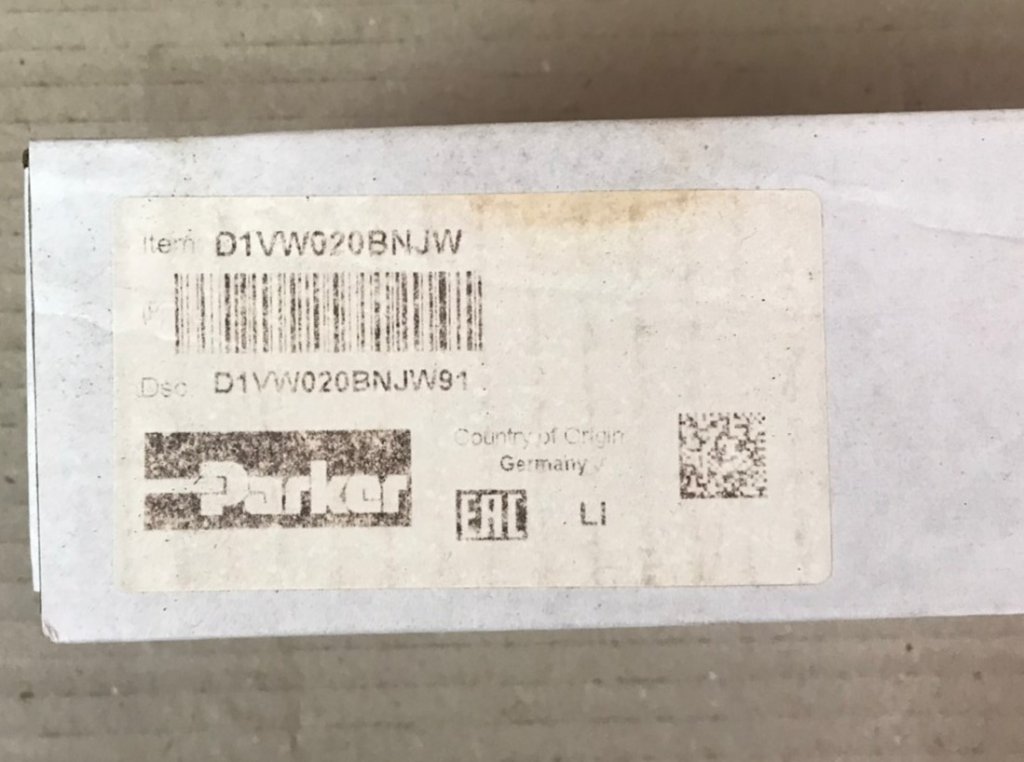 Item: D1VW020BNJW
Dsc: D1VW020BNJW91
Parker
Country of Origin
Germany
EAC
LI